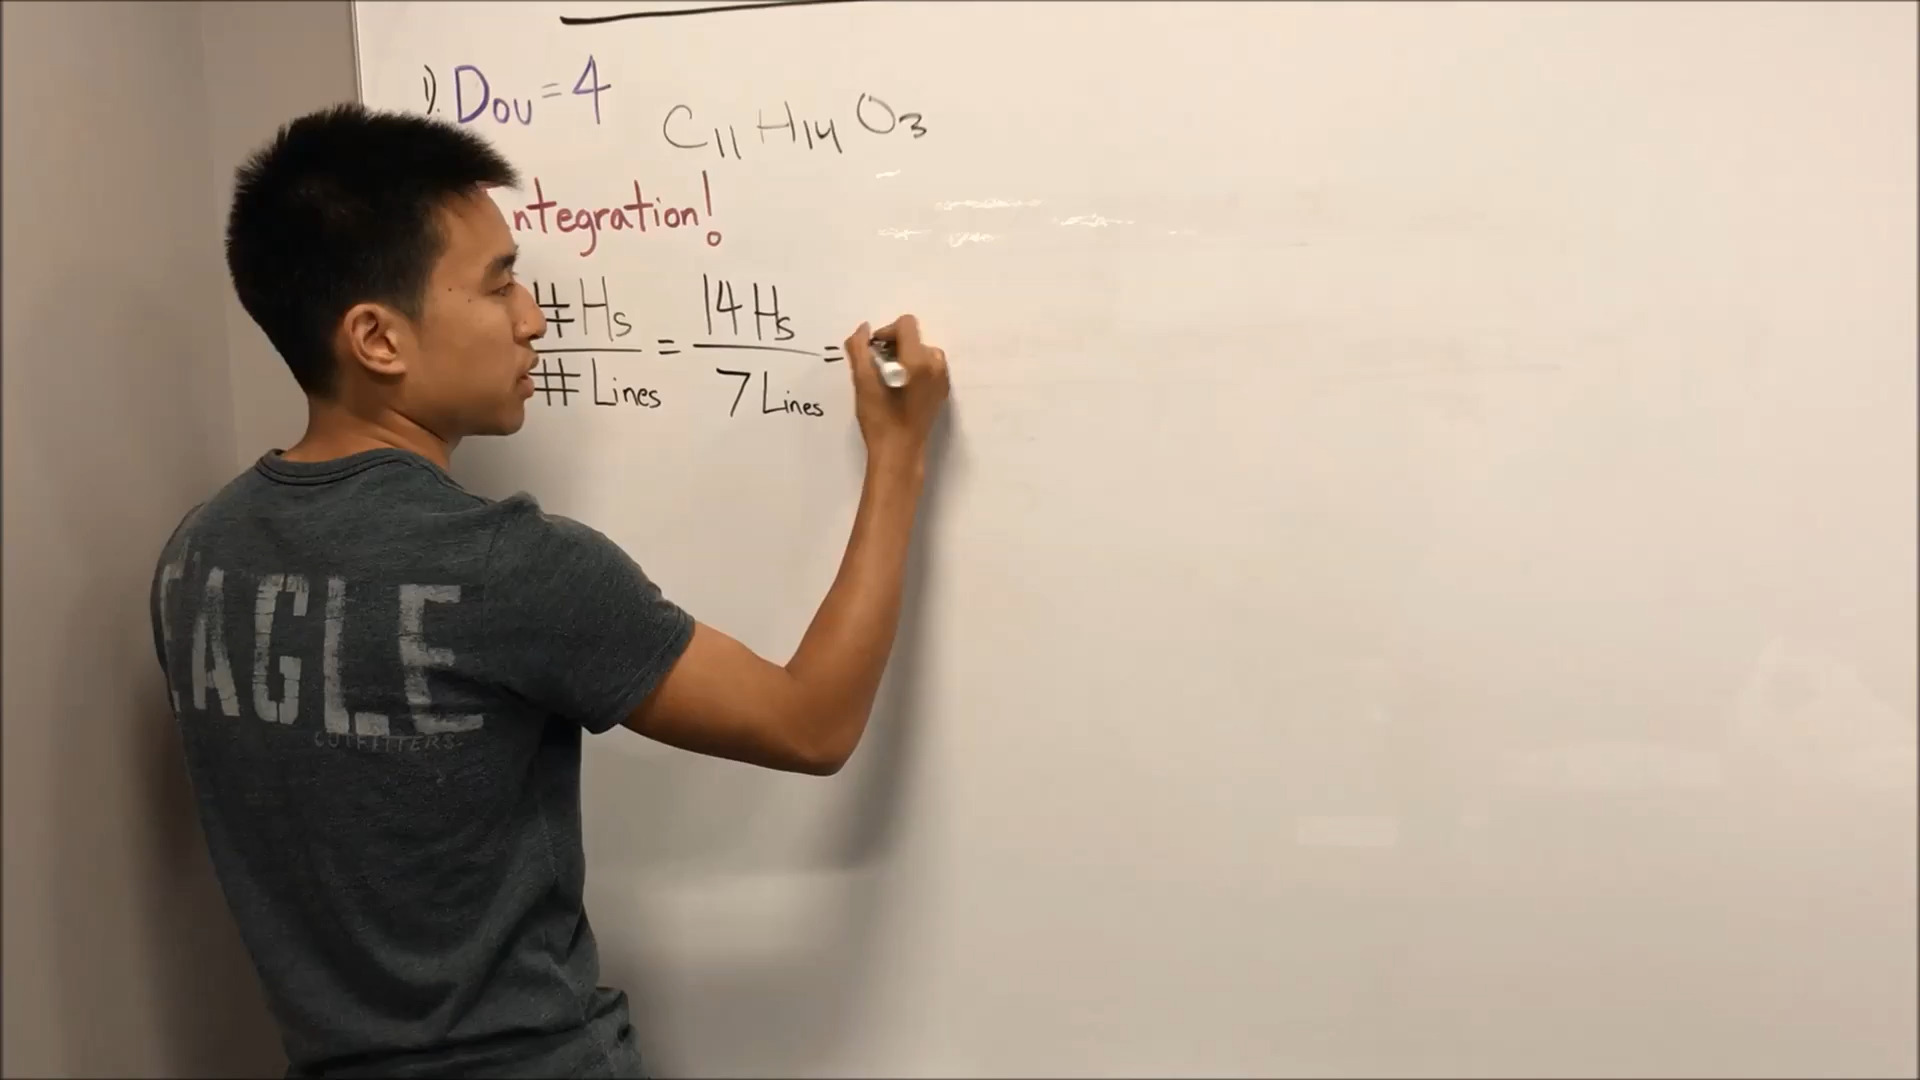 1). DOU = 4
C11 H14 O3
ntegration!
# Hs = 14 Hs =
# Lines 7 Lines
EAGLE
OUTFITTERS